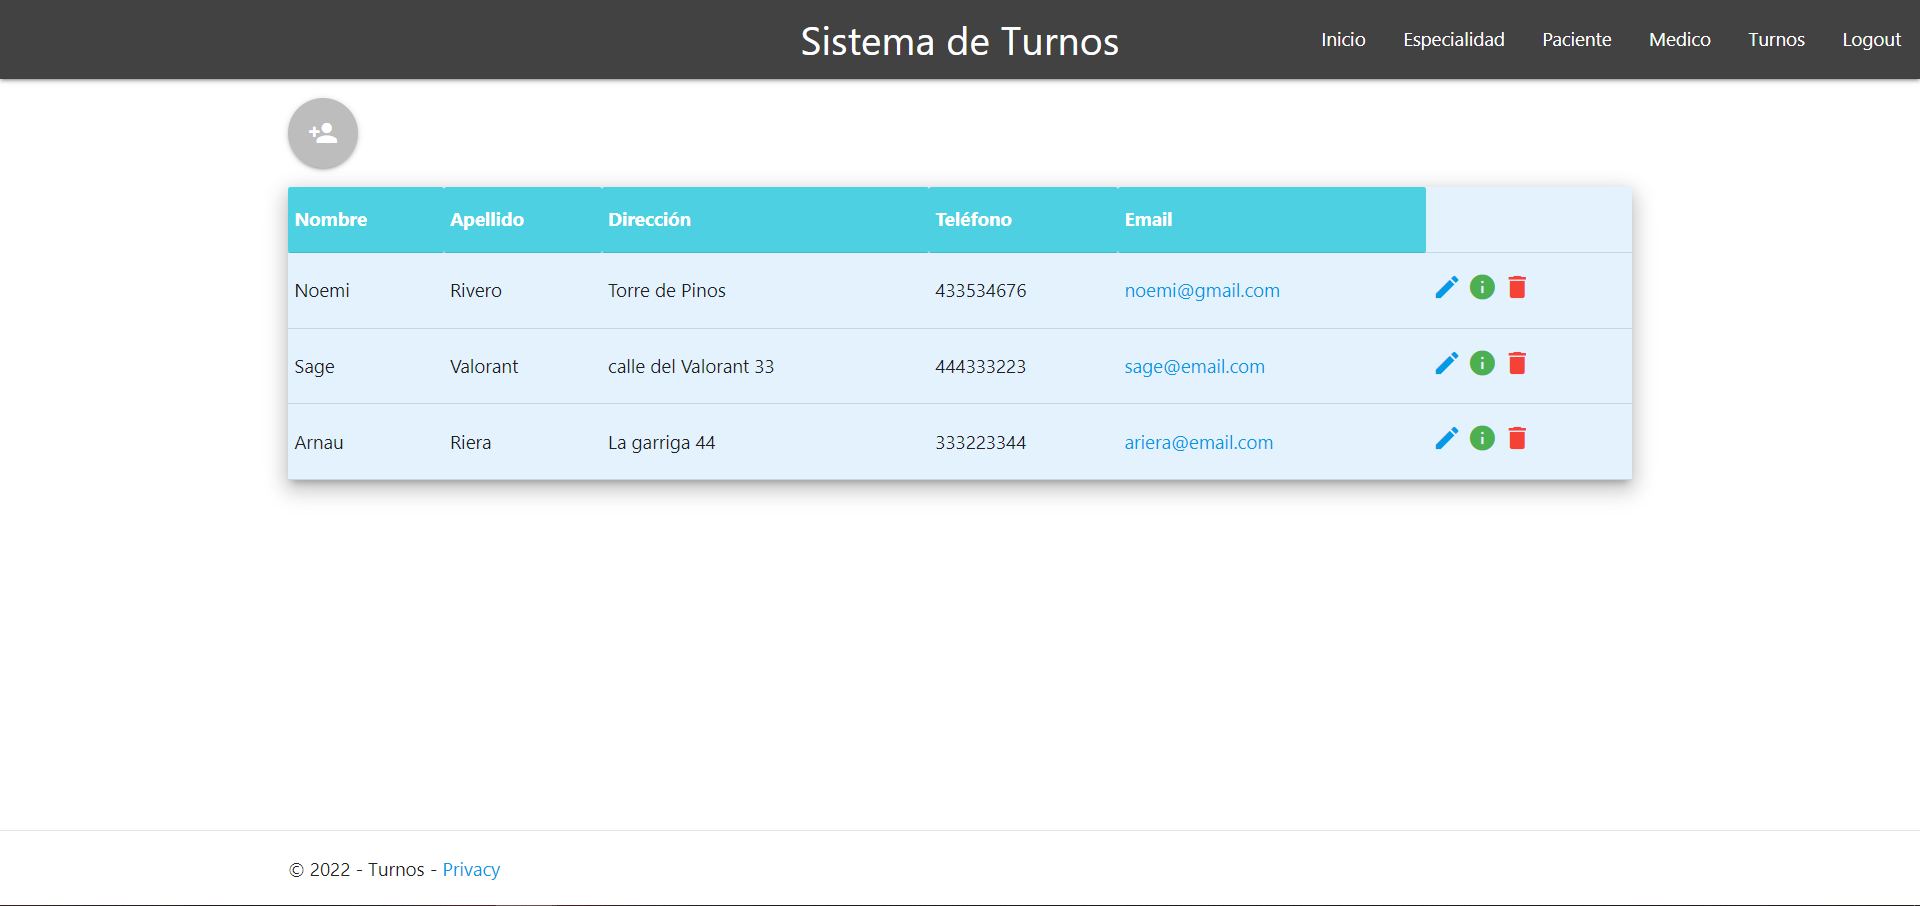 Sistema de Turnos
Inicio Especialidad Paciente Medico Turnos Logout
Nombre Apellido Dirección Teléfono Email
Noemi Rivero Torre de Pinos 433534676 noemi@gmail.com
Sage Valorant calle del Valorant 33 444333223 sage@email.com
Arnau Riera La garriga 44 333223344 ariera@email.com
© 2022 - Turnos - Privacy